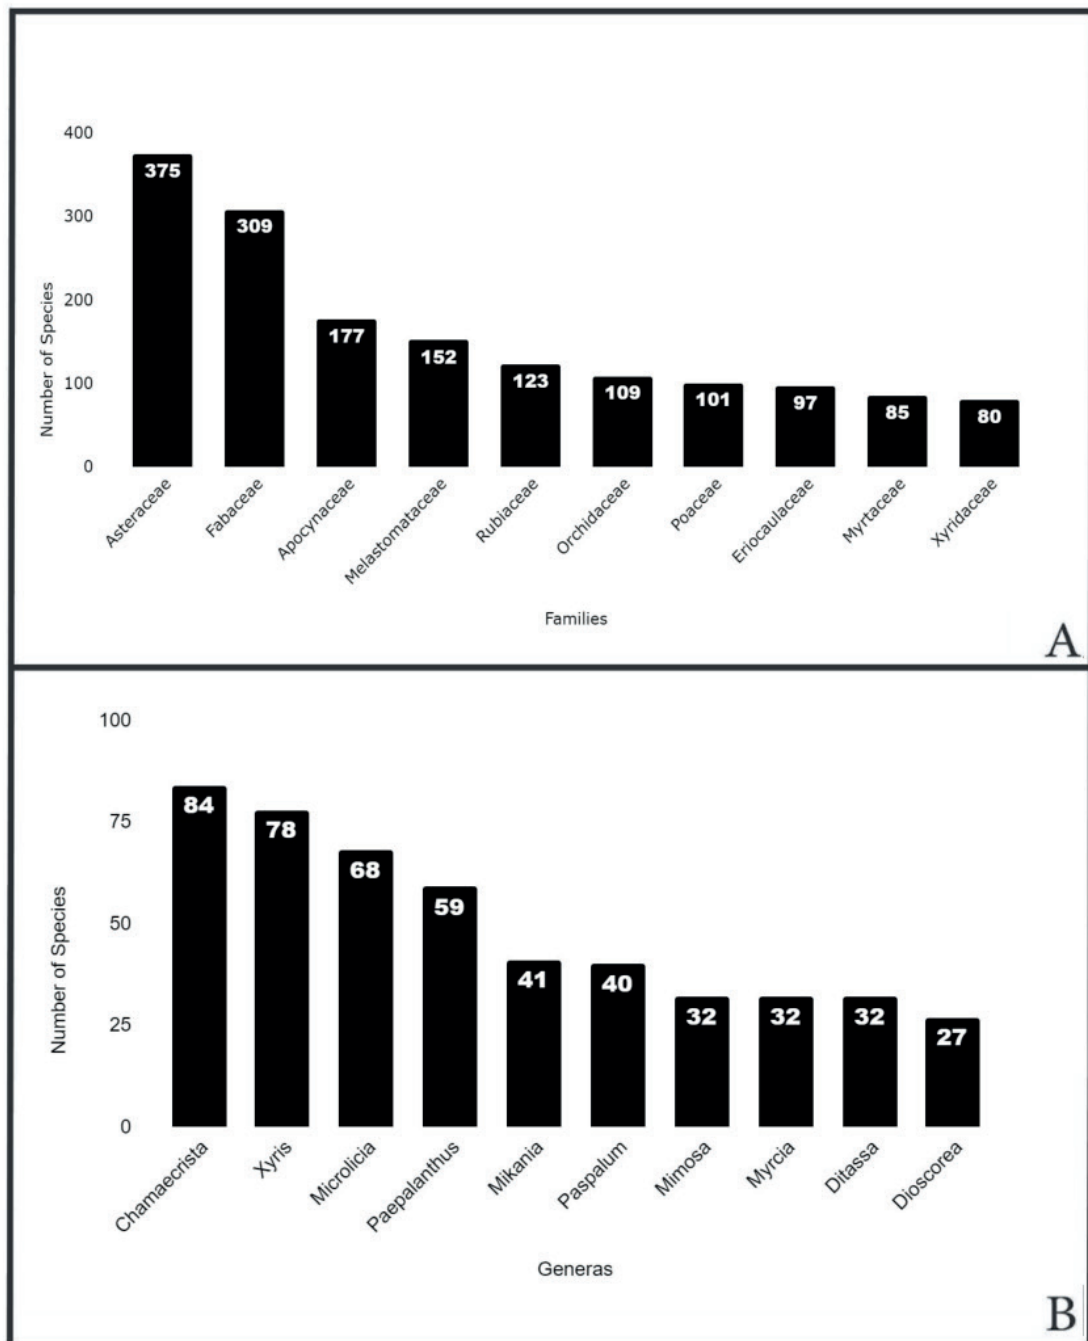 400
300
200
100
0
Number of Species
375
309
177
152
123
109
101
97
85
80
Asteraceae
Fabaceae
Apocynaceae
Melastomataceae
Rubiaceae
Orchidaceae
Poaceae
Eriocaulaceae
Myrtaceae
Xyridaceae
Families
A
100
75
50
25
0
Number of Species
84
78
68
59
41
40
32
32
32
27
Chamaecrista
Xyris
Microlicia
Paepalanthus
Mikania
Paspalum
Mimosa
Myrcia
Ditassa
Dioscorea
Generas
B